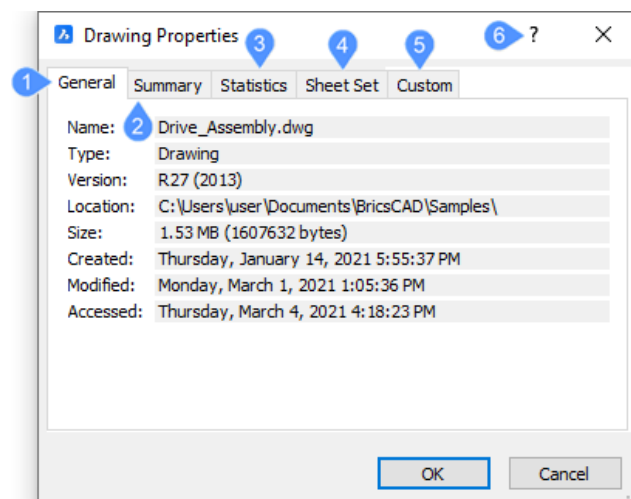 Drawing Properties 3 4 5 6 ? X
1 General Summary Statistics Sheet Set Custom
2
Name: Drive_Assembly.dwg
Type: Drawing
Version: R27 (2013)
Location: C:\Users\user\Documents\BricsCAD\Samples\
Size: 1.53 MB (1607632 bytes)
Created: Thursday, January 14, 2021 5:55:37 PM
Modified: Monday, March 1, 2021 1:05:36 PM
Accessed: Thursday, March 4, 2021 4:18:23 PM
OK Cancel